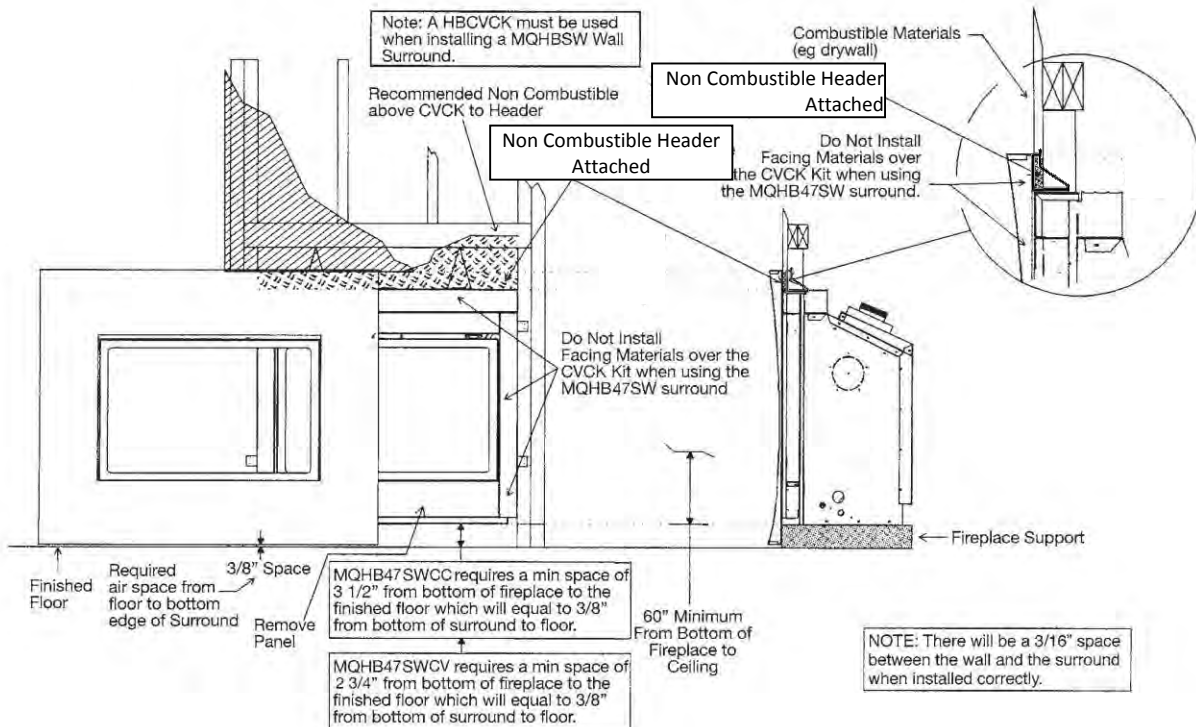 Note: A HBCVCK must be used
when installing a MQHBSW Wall
Surround.
Recommended Non Combustible
above CVCK to Header
Non Combustible Header
Attached
Combustible Materials
(eg drywall)
Non Combustible Header
Attached
Do Not Install
Facing Materials over
the CVCK Kit when using
the MQHB47SW surround.
Do Not Install
Facing Materials over the
CVCK Kit when using the
MQHB47SW surround
Fireplace Support
Finished
Floor
Required
air space from
floor to bottom
edge of Surround
3/8" Space
Remove
Panel
MQHB47SWCC requires a min space of
3 1/2" from bottom of fireplace to the
finished floor which will equal to 3/8"
from bottom of surround to floor.
MQHB47SWCV requires a min space of
2 3/4" from bottom of fireplace to the
finished floor which will equal to 3/8"
from bottom of surround to floor.
60" Minimum
From Bottom of
Fireplace to
Ceiling
NOTE: There will be a 3/16" space
between the wall and the surround
when installed correctly.